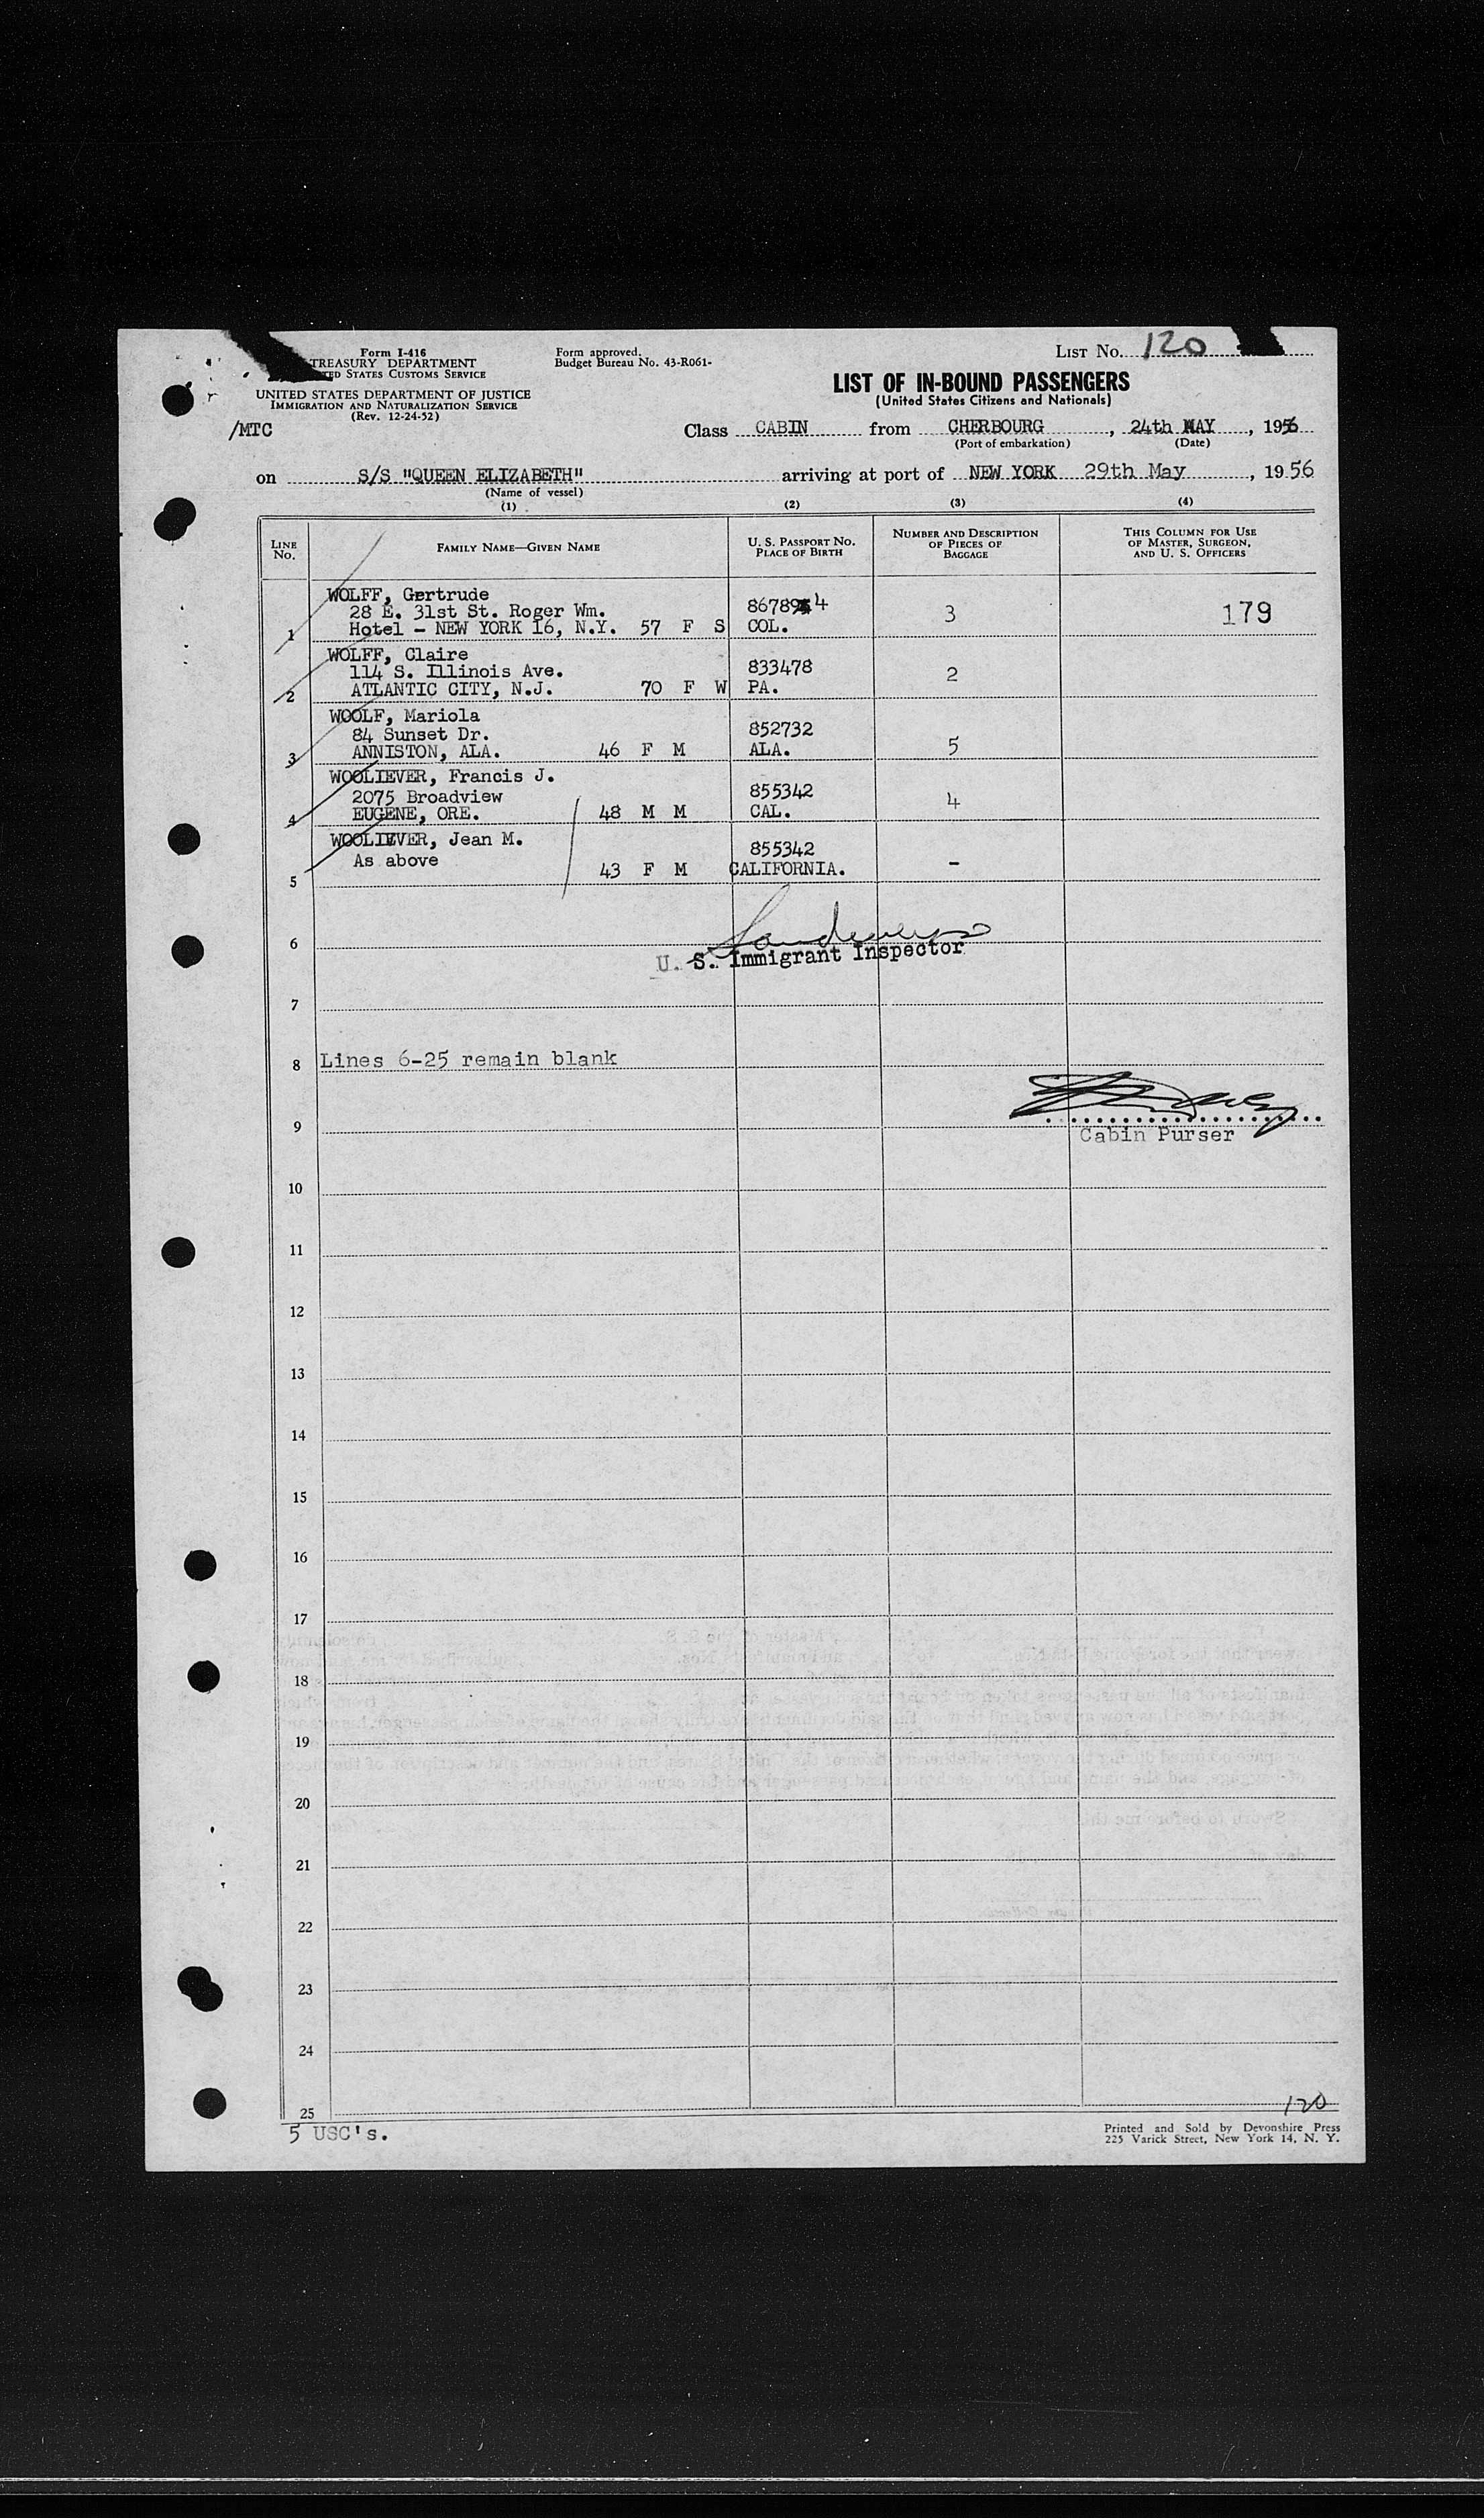 Form I-416
TREASURY DEPARTMENT
STATES CUSTOMS SERVICE
UNITED STATES DEPARTMENT OF JUSTICE
IMMIGRATION AND NATURALIZATION SERVICE
(Rev. 12-24-52)
/MTC
Form approved.
Budget Bureau No. 43-R061-
LIST NO. 120
LIST OF IN-BOUND PASSENGERS
(United States Citizens and Nationals)
Class CABIN from CHERBOURG, 24th MAY, 1956
(Port of embarkation) (Date)
on S/S "QUEEN ELIZABETH" arriving at port of NEW YORK 29th May, 1956
(Name of vessel)
(1) (2) (3) (4)
LINE NO. FAMILY NAME—GIVEN NAME U. S. PASSPORT NO. PLACE OF BIRTH NUMBER AND DESCRIPTION OF PIECES OF BAGGAGE THIS COLUMN FOR USE OF MASTER, SURGEON, AND U. S. OFFICERS
WOLFF, Gertrude
28 E. 31st St. Roger Wm. 867894 3 179
1 Hotel - NEW YORK 16, N.Y. 57 F S COL.
WOLFF, Claire
114 S. Illinois Ave. 833478 2
2 ATLANTIC CITY, N.J. 70 F W PA.
WOOLF, Mariola
84 Sunset Dr. 852732
3 ANNISTON, ALA. 46 F M ALA. 5
WOOLIEVER, Francis J.
2075 Broadview 855342 4
4 EUGENE, ORE. 48 M M CAL.
WOOLIEVER, Jean M.
As above 855342 -
5 43 F M CALIFORNIA.
6
U. S. Immigrant Inspector
7
8 Lines 6-25 remain blank
9
Cabin Purser
10
11
12
13
14
15
16
17
18
19
20
21
22
23
24
120
25
5 USC's.
Printed and Sold by Devonshire Press
225 Varick Street, New York 14, N. Y.